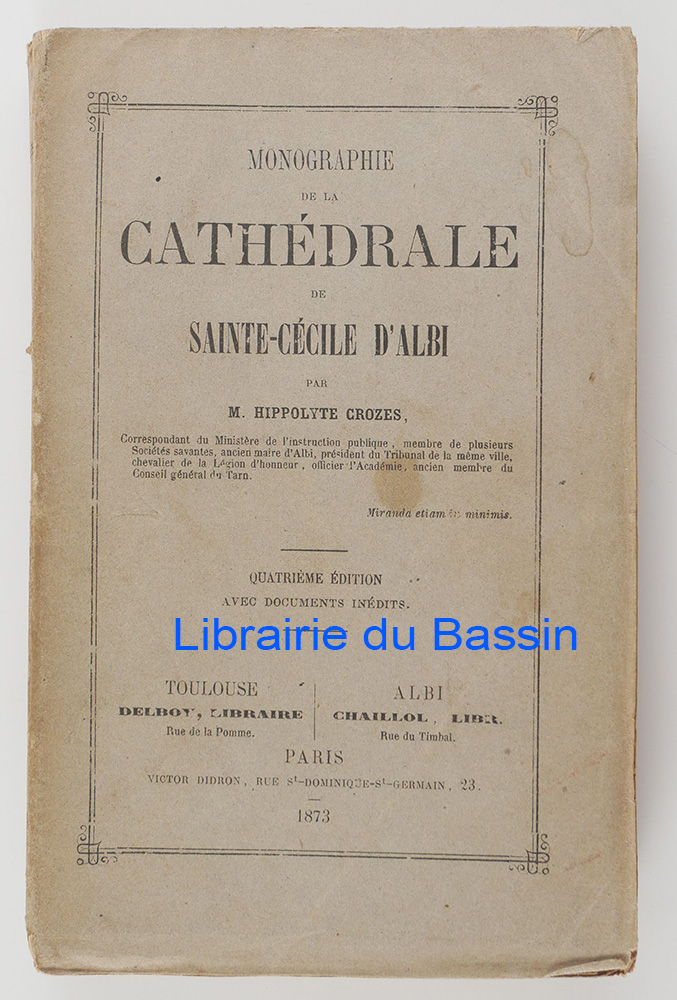 MONOGRAPHIE
DE LA
CATHÉDRALE
DE
SAINTE-CÉCILE D'ALBI
PAR
M. HIPPOLYTE CROZES,
Correspondant du Ministère de l'instruction publique, membre de plusieurs
Sociétés savantes, ancien maire d'Albi, président du Tribunal de la même ville,
chevalier de la Légion d'honneur, officier l'Académie, ancien membre du
Conseil général du Tarn.
Miranda etiam in minimis.
QUATRIÈME ÉDITION
AVEC DOCUMENTS INÉDITS.
Librairie du Bassin
TOULOUSE
DELBOY, LIBRAIRE
Rue de la Pomme.
ALBI
CHAILLOL, LIBR.
Rue du Timbal.
PARIS
VICTOR DIDRON, RUE St-DOMINIQUE-St-GERMAIN, 23.
1873